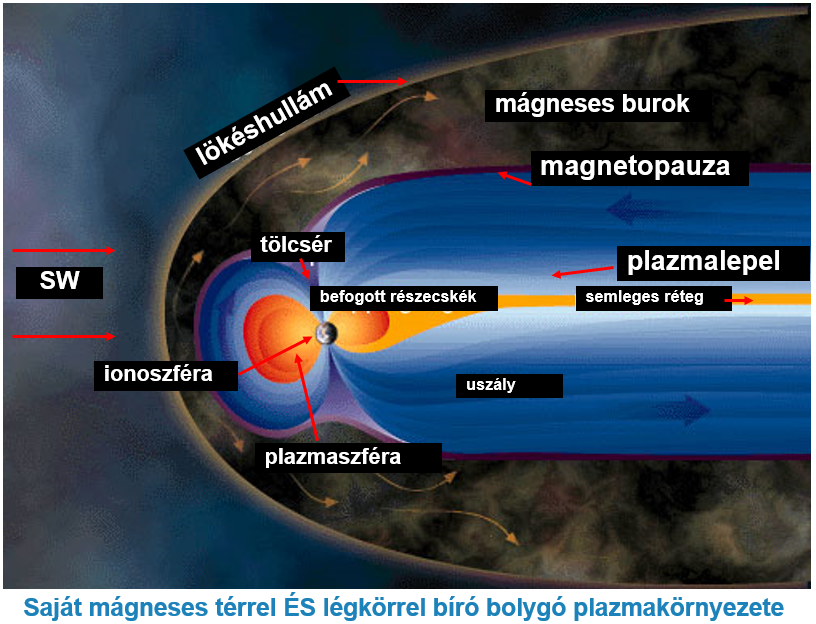 lökéshullám
mágneses burok
magnetopauza
tölcsér
plazmalepel
SW
befogott részecskék
semleges réteg
ionoszféra
uszály
plazmaszféra
Saját mágneses térrel ÉS légkörrel bíró bolygó plazmakörnyezete